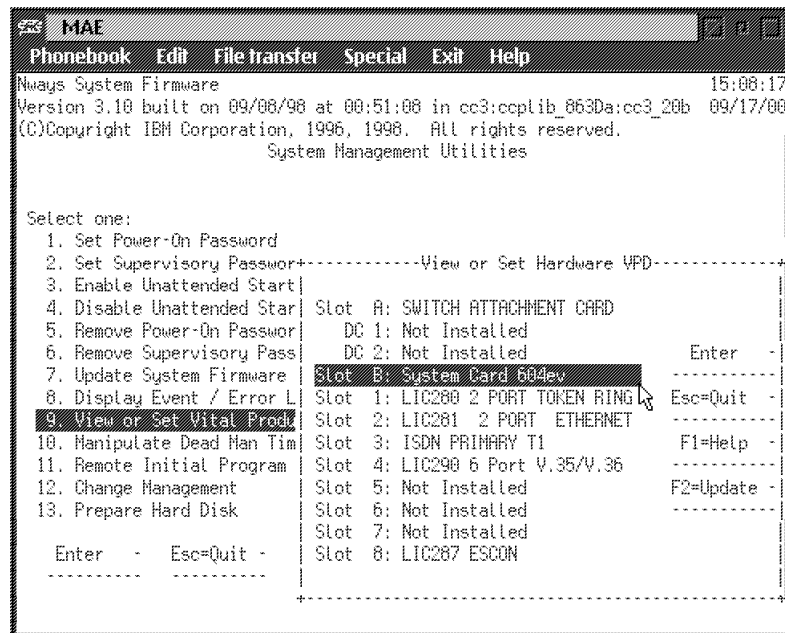 MAE
Phonebook Edit File transfer Special Exit Help
Nways System Firmware 15:08:17
Version 3.10 built on 09/08/98 at 00:51:08 in cc3:ccplib_863Da:cc3_20b 09/17/00
(C)Copyright IBM Corporation, 1996, 1998. All rights reserved.
System Management Utilities
Select one:
1. Set Power-On Password
2. Set Supervisory Passwor
3. Enable Unattended Start
4. Disable Unattended Star
5. Remove Power-On Passwor
6. Remove Supervisory Pass
7. Update System Firmware
8. Display Event / Error L
9. View or Set Vital Produ
10. Manipulate Dead Man Tim
11. Remote Initial Program
12. Change Management
13. Prepare Hard Disk
Enter - Esc=Quit -
View or Set Hardware VPD
Slot A: SWITCH ATTACHMENT CARD
DC 1: Not Installed
DC 2: Not Installed
Slot B: System Card 604ev
Slot 1: LIC280 2 PORT TOKEN RING
Slot 2: LIC281 2 PORT ETHERNET
Slot 3: ISDN PRIMARY T1
Slot 4: LIC290 6 Port V.35/V.36
Slot 5: Not Installed
Slot 6: Not Installed
Slot 7: Not Installed
Slot 8: LIC287 ESCON
Enter -
Esc=Quit -
F1=Help -
F2=Update -